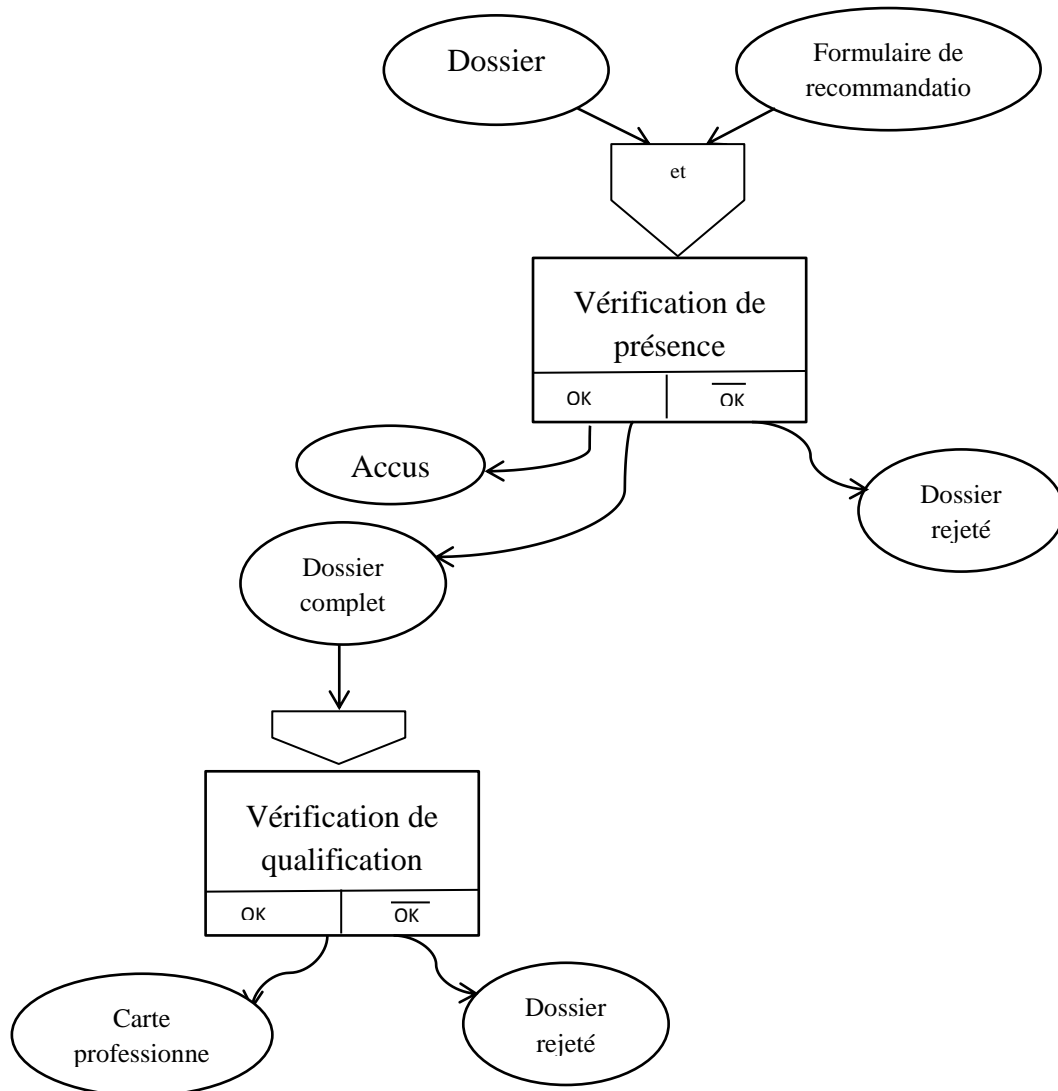 Dossier
Formulaire de
recommandatio
et
Vérification de
présence
OK
OK
Accus
Dossier
rejeté
Dossier
complet
Vérification de
qualification
OK
OK
Carte
professionne
Dossier
rejeté